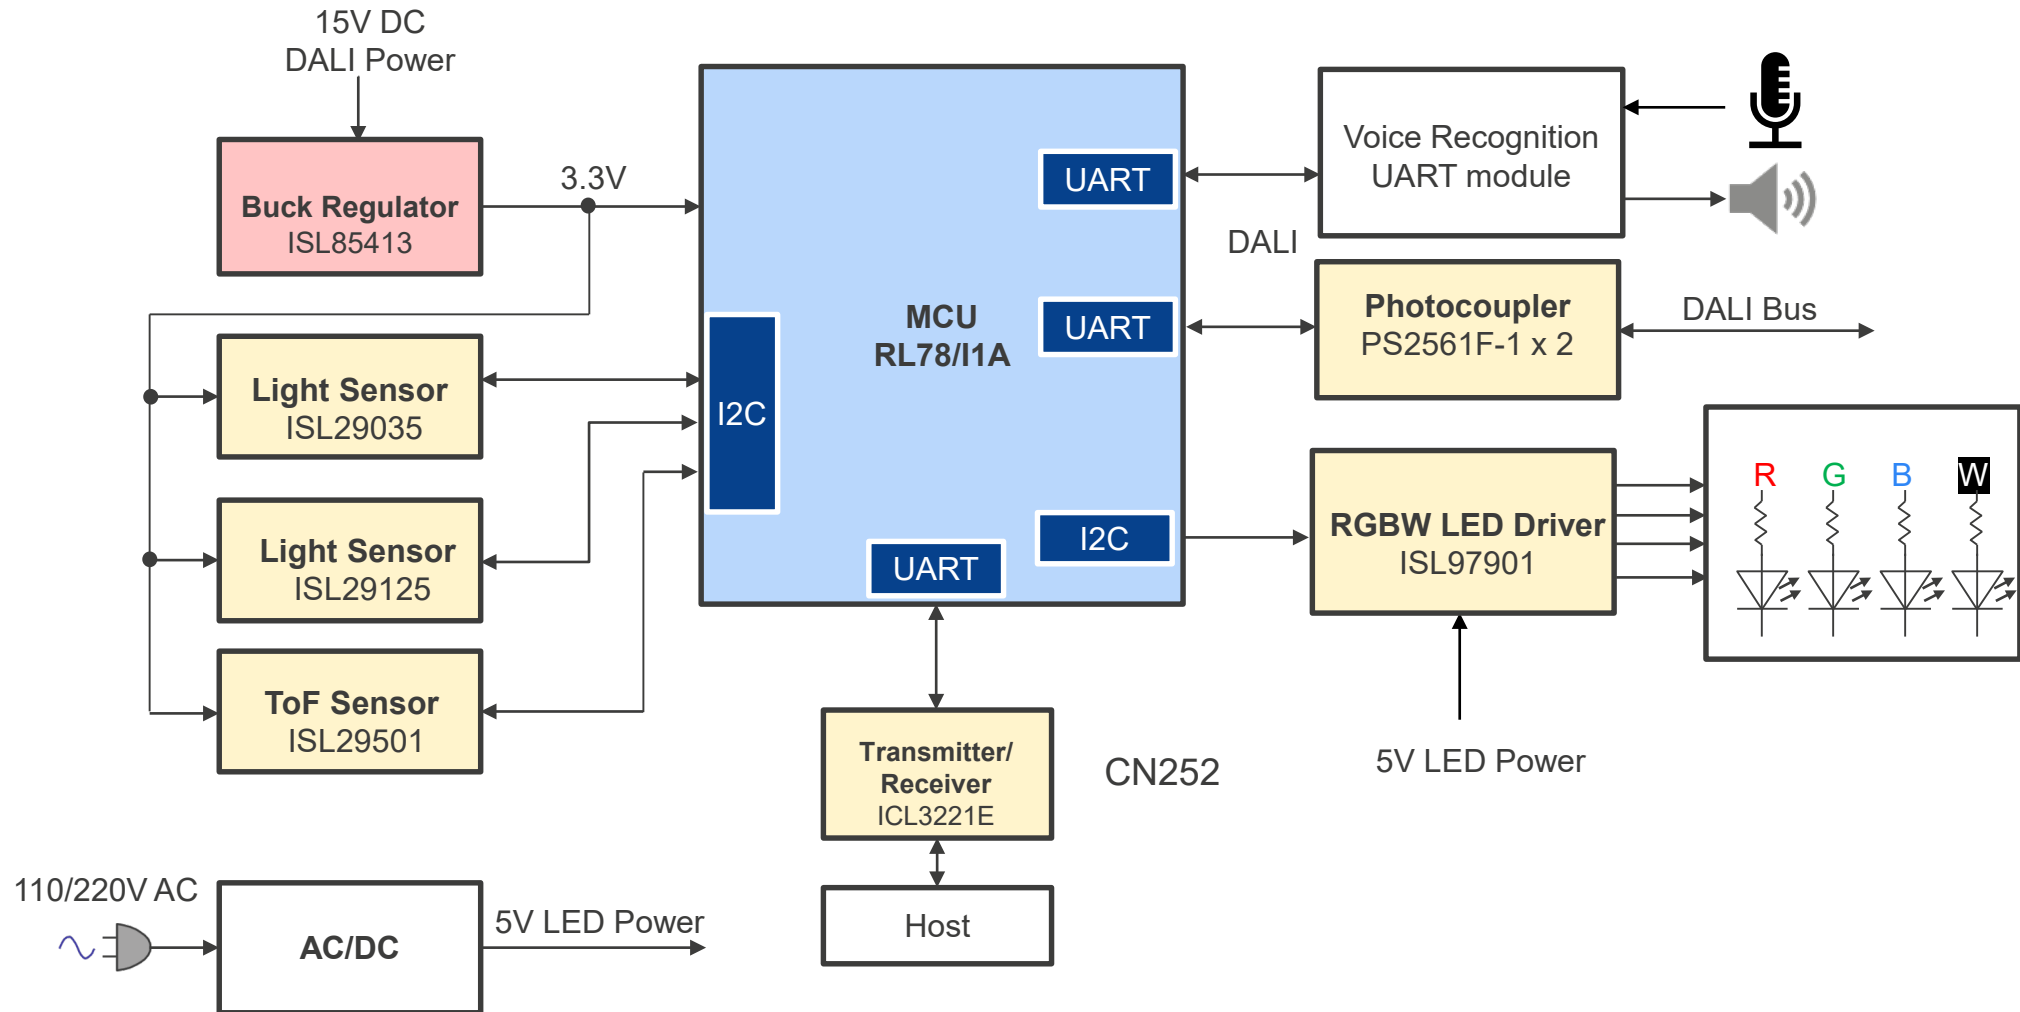 15V DC
DALI Power
Buck Regulator
ISL85413
3.3V
Light Sensor
ISL29035
Light Sensor
ISL29125
ToF Sensor
ISL29501
110/220V AC
AC/DC
5V LED Power
MCU
RL78/I1A
I2C
UART
UART
I2C
UART
Transmitter/
Receiver
ICL3221E
CN252
Host
Voice Recognition
UART module
DALI
Photocoupler
PS2561F-1 x 2
DALI Bus
RGBW LED Driver
ISL97901
5V LED Power
R G B W